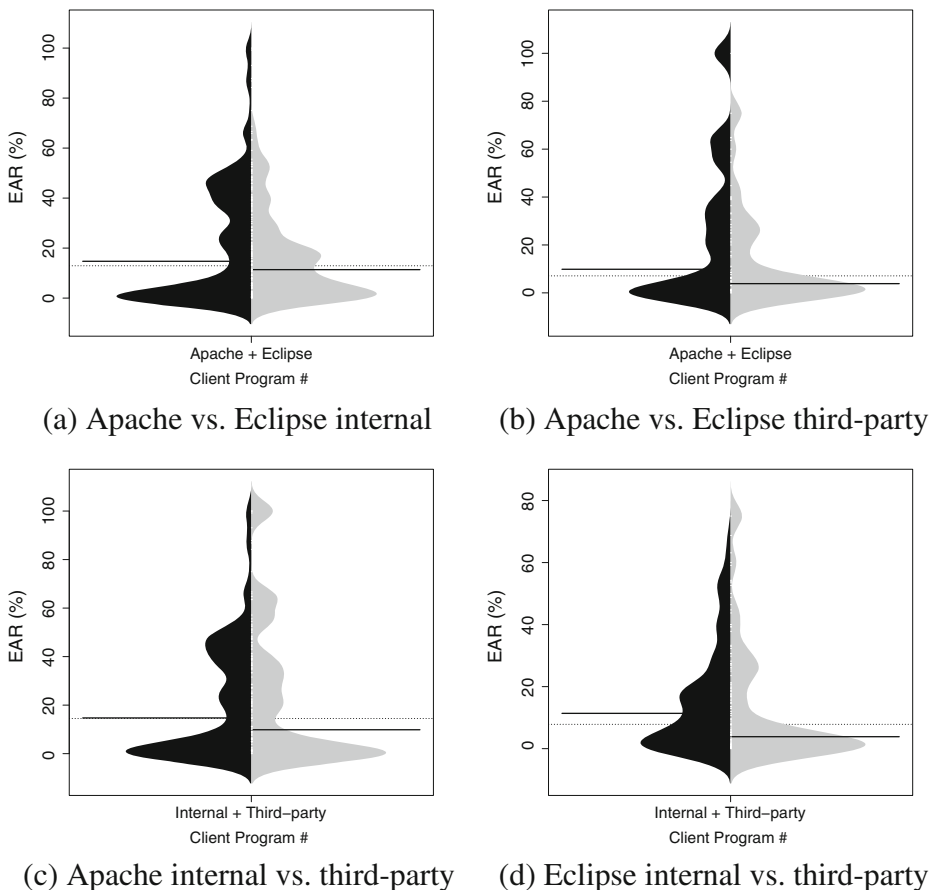 EAR (%)
0 20 40 60 80 100
Apache + Eclipse
Client Program #
(a) Apache vs. Eclipse internal
EAR (%)
0 20 40 60 80 100
Apache + Eclipse
Client Program #
(b) Apache vs. Eclipse third-party
EAR (%)
0 20 40 60 80 100
Internal + Third−party
Client Program #
(c) Apache internal vs. third-party
EAR (%)
0 20 40 60 80
Internal + Third−party
Client Program #
(d) Eclipse internal vs. third-party